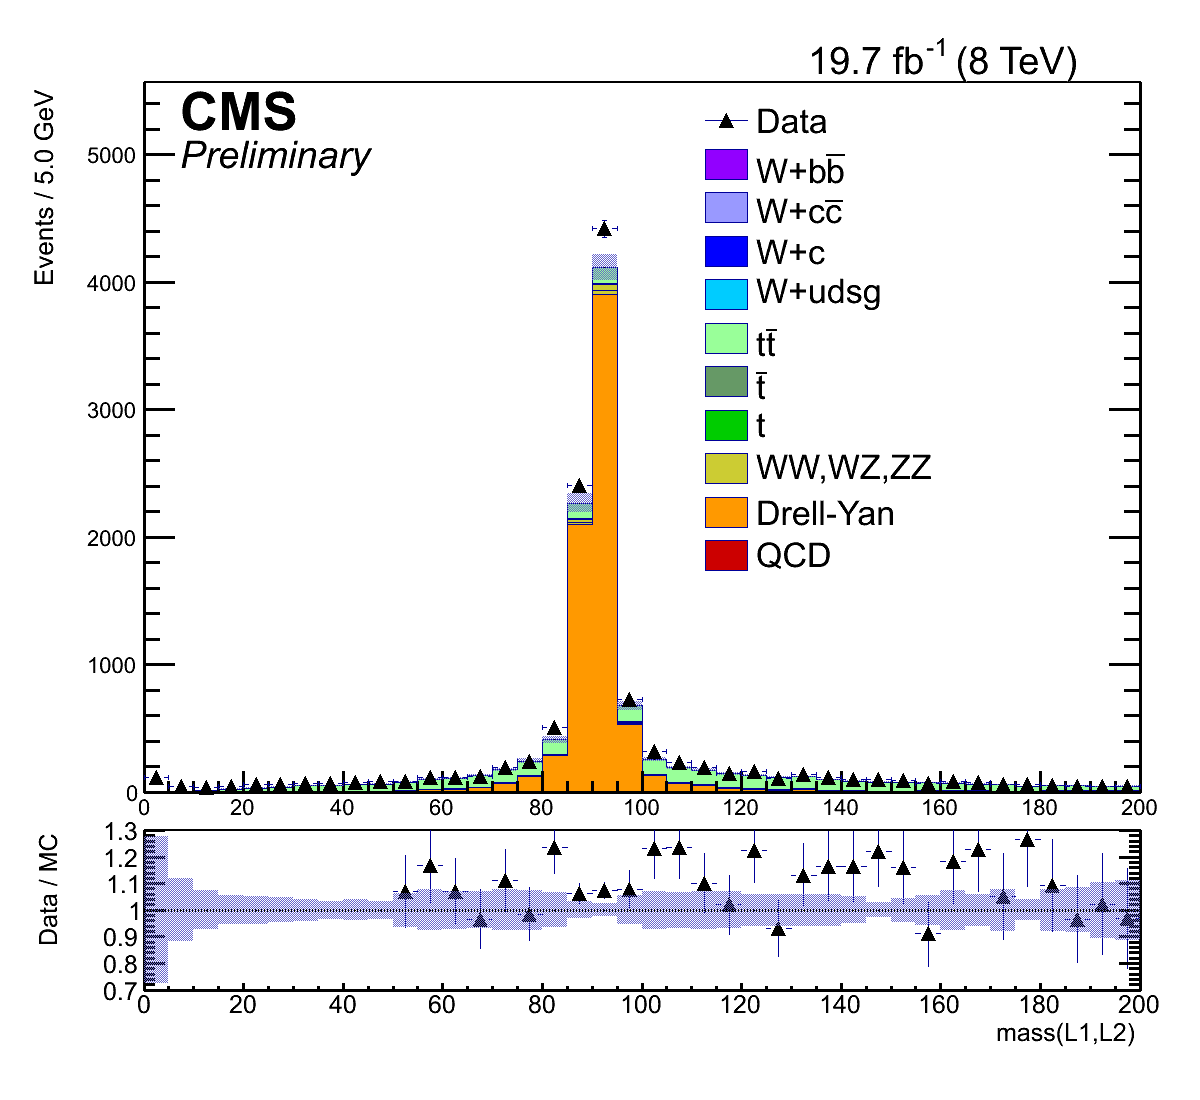 19.7 fb⁻¹ (8 TeV)
CMS
Preliminary
Events / 5.0 GeV
5000
4000
3000
2000
1000
0
Data
W+bb̅
W+cc̅
W+c
W+udsg
tt̅
t̅
t
WW,WZ,ZZ
Drell-Yan
QCD
0 20 40 60 80 100 120 140 160 180 200
Data / MC
1.3
1.2
1.1
1
0.9
0.8
0.7
0 20 40 60 80 100 120 140 160 180 200
mass(L1,L2)